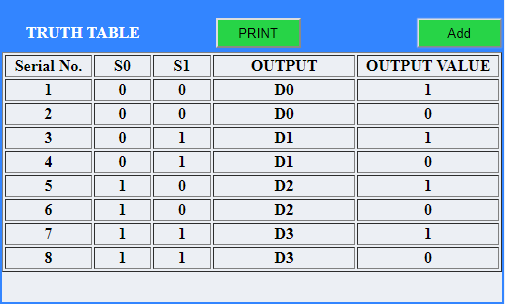 TRUTH TABLE PRINT Add
Serial No. S0 S1 OUTPUT OUTPUT VALUE
1 0 0 D0 1
2 0 0 D0 0
3 0 1 D1 1
4 0 1 D1 0
5 1 0 D2 1
6 1 0 D2 0
7 1 1 D3 1
8 1 1 D3 0